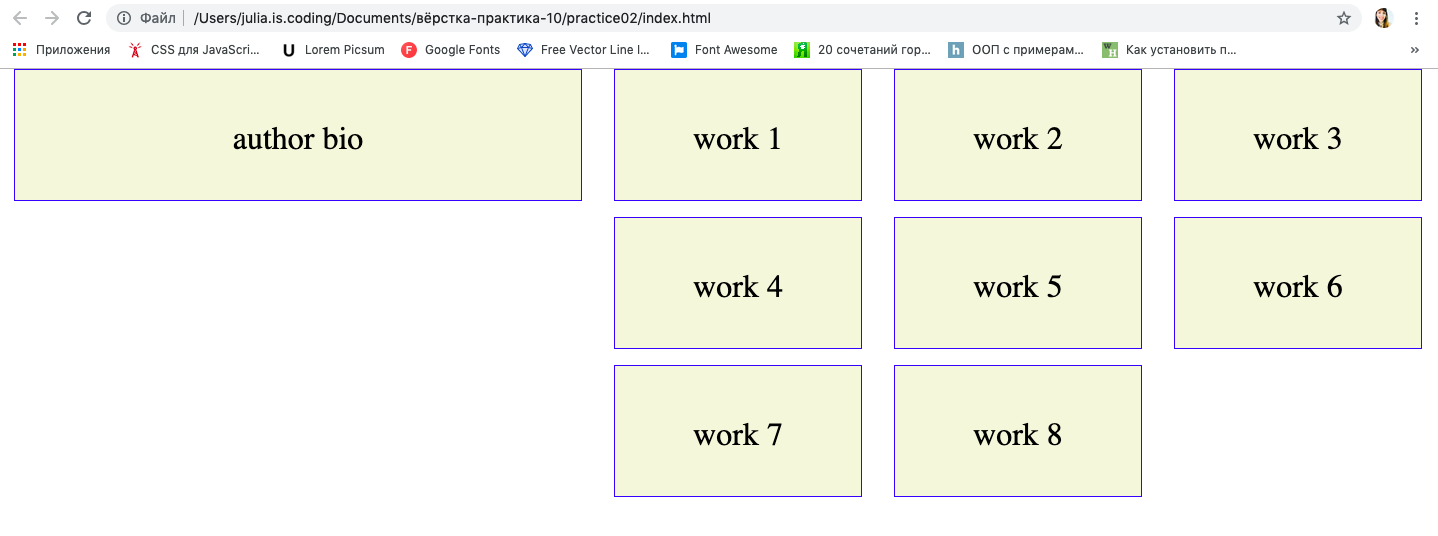 Файл /Users/julia.is.coding/Documents/вёрстка-практика-10/practice02/index.html
Приложения CSS для JavaScri... Lorem Picsum Google Fonts Free Vector Line I... Font Awesome 20 сочетаний гор... ООП с примерам... Как установить п... »
author bio work 1 work 2 work 3
work 4 work 5 work 6
work 7 work 8